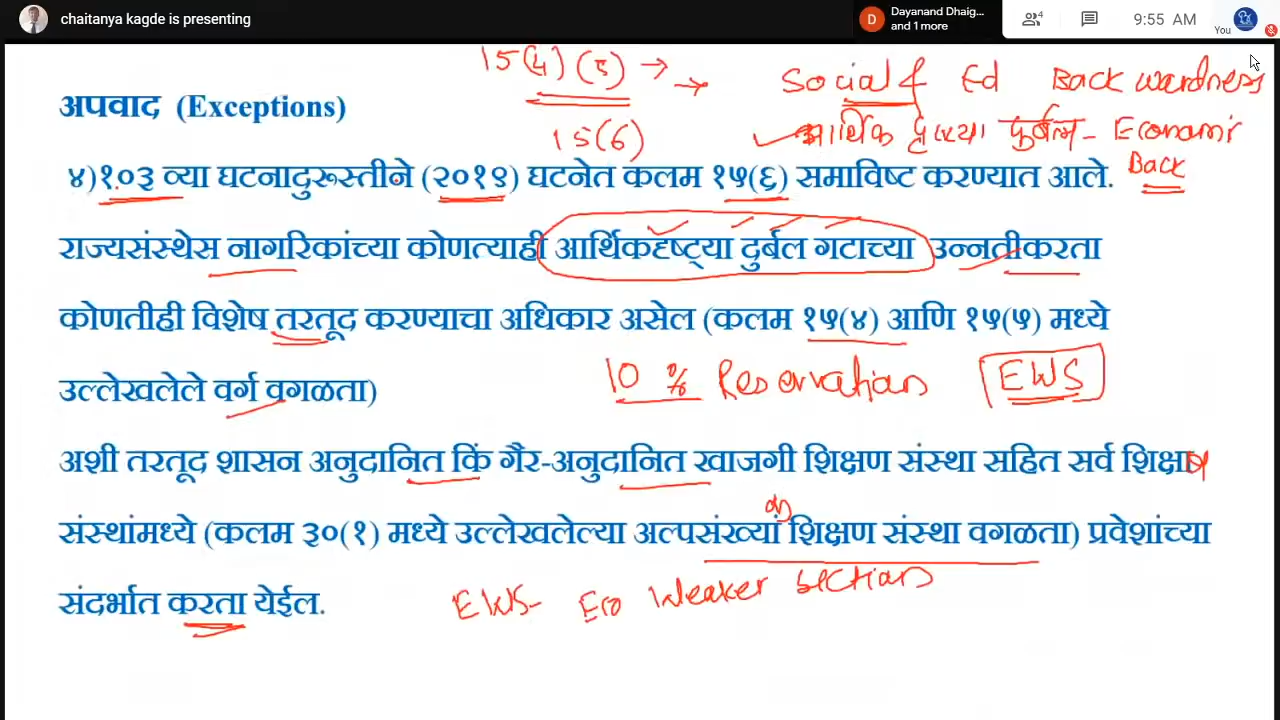 chaitanya kagde is presenting
Dayanand Dhaig...
and 1 more
4
9:55 AM
You
15(4) (5) → → Social & Ed Backwardness
अपवाद (Exceptions)
15(6) आर्थिक दृष्ट्या दुर्बल - Economi
Back
४)१०३ व्या घटनादुरूस्तीने (२०१९) घटनेत कलम १५(६) समाविष्ट करण्यात आले.
राज्यसंस्थेस नागरिकांच्या कोणत्याही आर्थिकदृष्ट्या दुर्बल गटाच्या उन्नतीकरता
कोणतीही विशेष तरतूद करण्याचा अधिकार असेल (कलम १५(४) आणि १५(५) मध्ये
उल्लेखलेले वर्ग वगळता)
10 % Reservations EWS
अशी तरतूद शासन अनुदानित किं गैर-अनुदानित खाजगी शिक्षण संस्था सहित सर्व शिक्षण
संस्थांमध्ये (कलम ३०(१) मध्ये उल्लेखलेल्या अल्पसंख्यां शिक्षण संस्था वगळता) प्रवेशांच्या
संदर्भात करता येईल.
EWS- Eco Weaker Sections